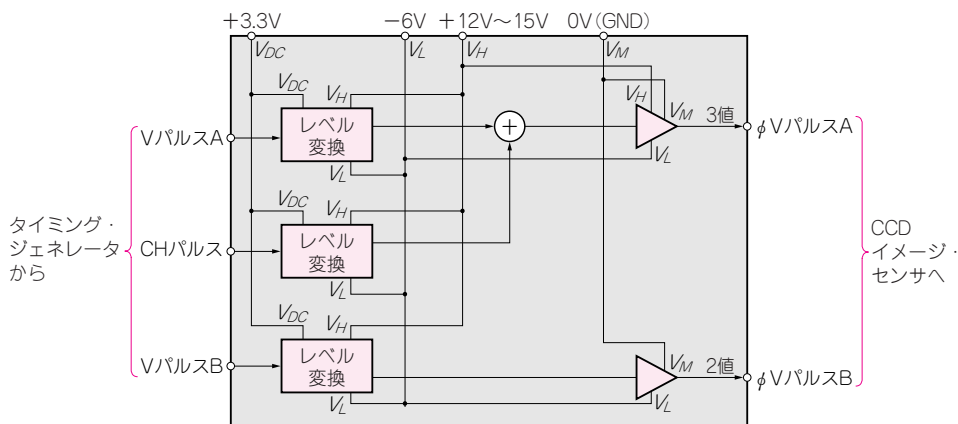 +3.3V
−6V
+12V～15V
0V(GND)
VDC
VL
VH
VM
VDC
VH
レベル
変換
VL
VパルスA
+
VH
VM
VL
3値
φVパルスA
タイミング・
ジェネレータ
から
CHパルス
VDC
VH
レベル
変換
VL
CCD
イメージ・
センサへ
VパルスB
VDC
VH
レベル
変換
VL
VM
VL
2値
φVパルスB